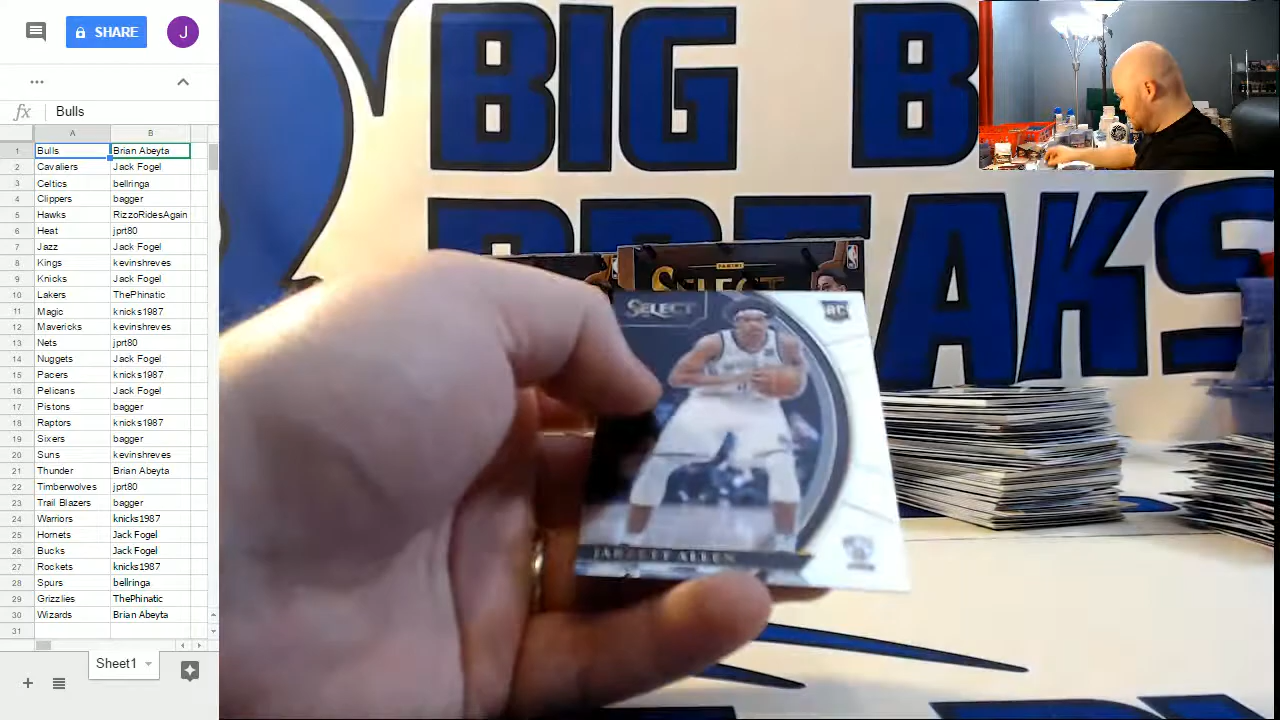 SHARE
J
fx
Bulls
A B
1 Bulls Brian Abeyta
2 Cavaliers Jack Fogel
3 Celtics bellringa
4 Clippers bagger
5 Hawks RizzoRidesAgain
6 Heat jprt80
7 Jazz Jack Fogel
8 Kings kevinshreves
9 Knicks Jack Fogel
10 Lakers ThePhinatic
11 Magic knicks1987
12 Mavericks kevinshreves
13 Nets jprt80
14 Nuggets Jack Fogel
15 Pacers knicks1987
16 Pelicans Jack Fogel
17 Pistons bagger
18 Raptors knicks1987
19 Sixers bagger
20 Suns kevinshreves
21 Thunder Brian Abeyta
22 Timberwolves jprt80
23 Trail Blazers bagger
24 Warriors knicks1987
25 Hornets Jack Fogel
26 Bucks Jack Fogel
27 Rockets knicks1987
28 Spurs bellringa
29 Grizzlies ThePhinatic
30 Wizards Brian Abeyta
31
Sheet1
BIG B
BREAKS
PANINI
SELECT
SELECT
RC
JARRETT ALLEN